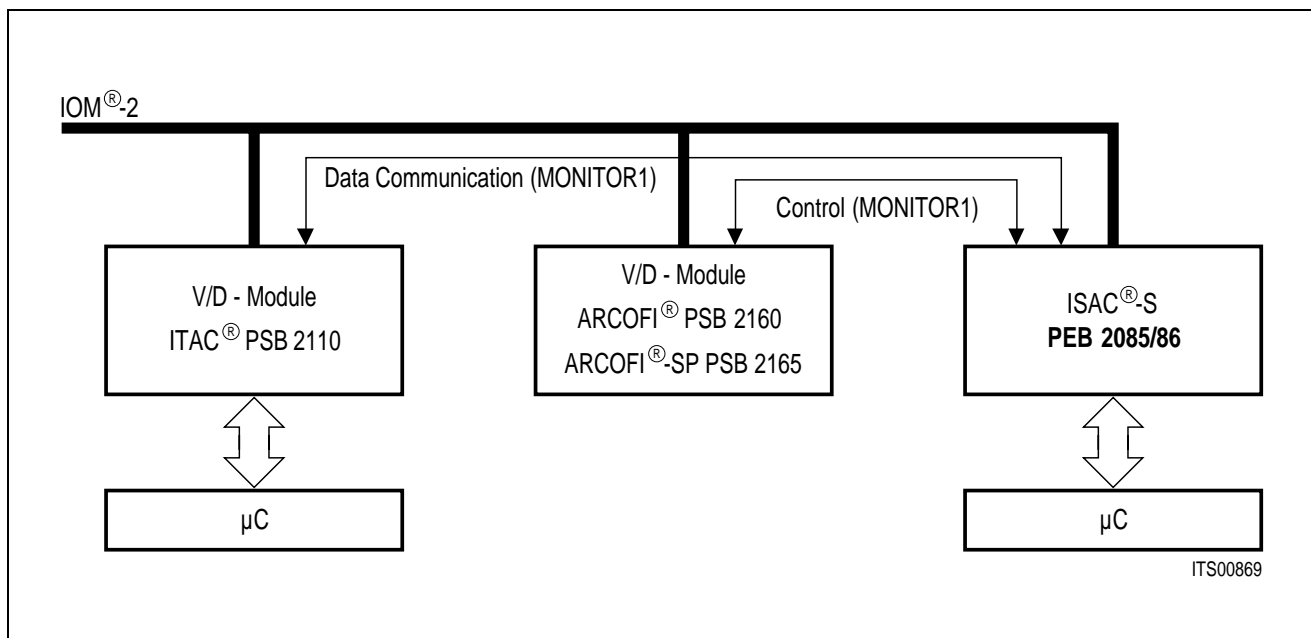 IOM®-2
Data Communication (MONITOR1)
Control (MONITOR1)
V/D - Module
ITAC® PSB 2110
V/D - Module
ARCOFI® PSB 2160
ARCOFI®-SP PSB 2165
ISAC®-S
PEB 2085/86
µC
µC
ITS00869